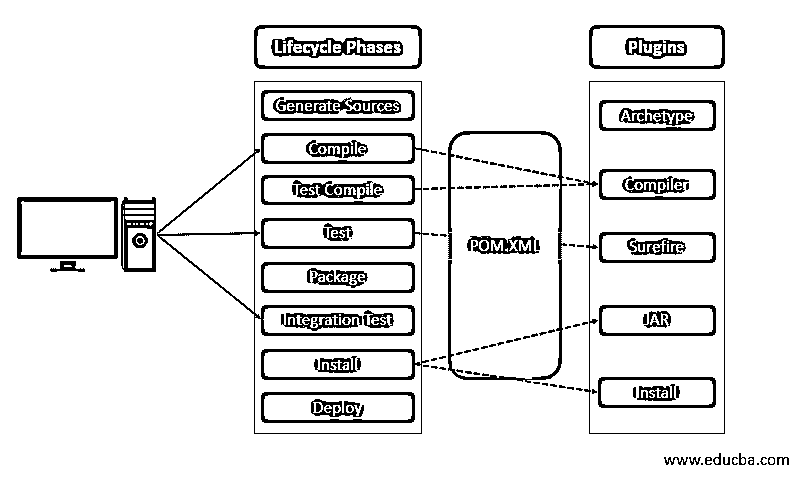 Lifecycle Phases
Plugins
Generate Sources
Compile
Test Compile
Test
Package
Integration Test
Install
Deploy
POM.XML
Archetype
Compiler
Surefire
JAR
Install
www.educba.com